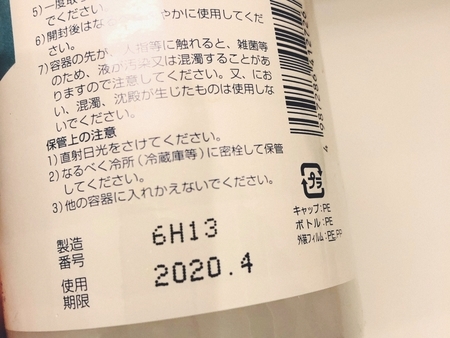 5)一度取
でください。
6)開封後はな やかに使用してくだ
さい。
7)容器の先が 人指等に触れると、雑菌等
のため、液が汚染又は混濁することがあ
りますので注意してください。又、にお
い、混濁、沈殿が生じたものは使用しな
いでください。
保管上の注意
1)直射日光をさけてください。
2)なるべく冷所(冷蔵庫等)に密栓して保管
してください。
3)他の容器に入れかえないでください。
プラ
キャップ:PE
ボトル:PE
外装フィルム:PE,PP
製造
番号
6H13
使用
期限
2020.4